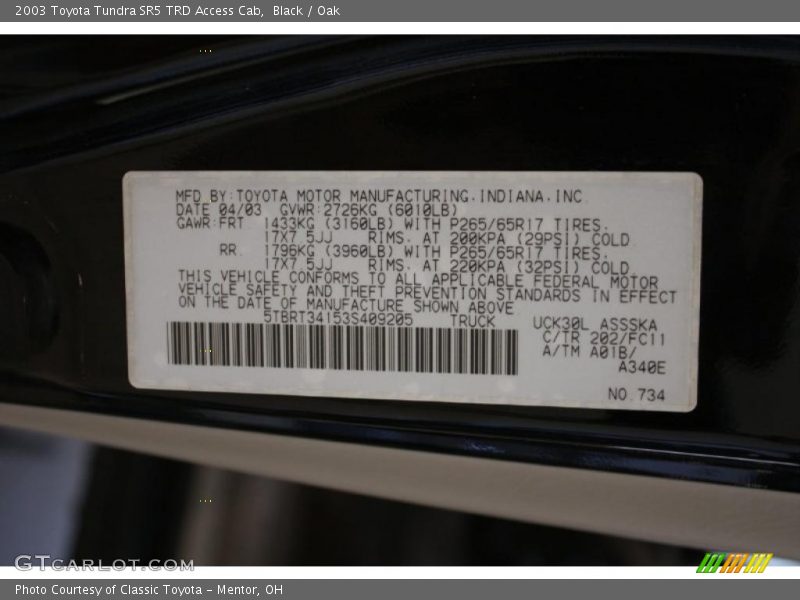 2003 Toyota Tundra SR5 TRD Access Cab, Black / Oak
MFD.BY:TOYOTA MOTOR MANUFACTURING.INDIANA.INC.
DATE 04/03 GVWR:2726KG (6010LB)
GAWR:FRT 1433KG (3160LB) WITH P265/65R17 TIRES.
17X7.5JJ RIMS. AT 200KPA (29PSI) COLD
RR. 1796KG (3960LB) WITH P265/65R17 TIRES.
17X7.5JJ RIMS. AT 220KPA (32PSI) COLD
THIS VEHICLE CONFORMS TO ALL APPLICABLE FEDERAL MOTOR
VEHICLE SAFETY AND THEFT PREVENTION STANDARDS IN EFFECT
ON THE DATE OF MANUFACTURE SHOWN ABOVE
5TBRT34153S409205 TRUCK UCK30L ASSSKA
C/TR 202/FC11
A/TM A01B/
A340E
NO.734
GTCARLOT.COM
Photo Courtesy of Classic Toyota - Mentor, OH